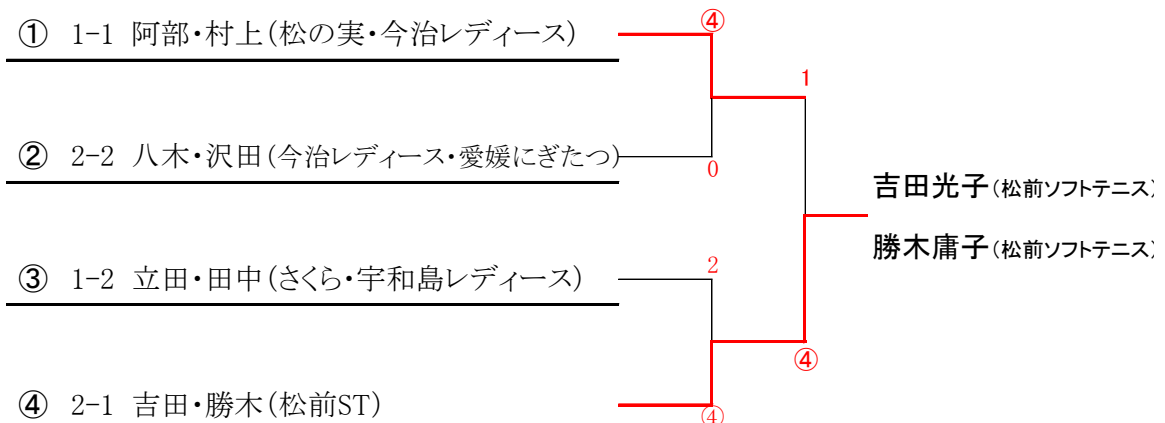 ① 1-1 阿部・村上(松の実・今治レディース)
④
1
② 2-2 八木・沢田(今治レディース・愛媛にぎたつ)
0
吉田光子(松前ソフトテニス)
勝木庸子(松前ソフトテニス)
③ 1-2 立田・田中(さくら・宇和島レディース)
2
④
④ 2-1 吉田・勝木(松前ST)
④